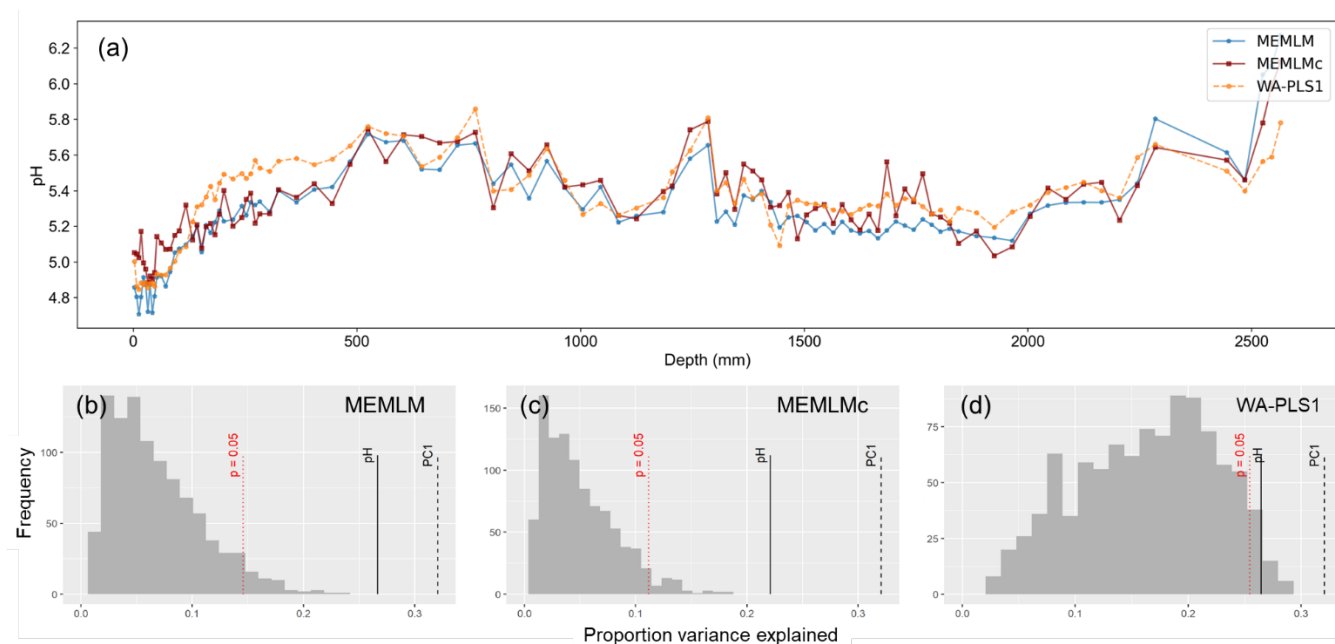 (a)
MEMLM
MEMLMc
WA-PLS1
6.2
6.0
5.8
5.6
5.4
5.2
5.0
4.8
pH
0 500 1000 1500 2000 2500
Depth (mm)
(b) MEMLM
p = 0.05
pH
PC1
100
50
0
0.0 0.1 0.2 0.3
Frequency
(c) MEMLMc
p = 0.05
pH
PC1
150
100
50
0
0.0 0.1 0.2 0.3
(d) WA-PLS1
p = 0.05
pH
PC1
75
50
25
0
0.0 0.1 0.2 0.3
Proportion variance explained